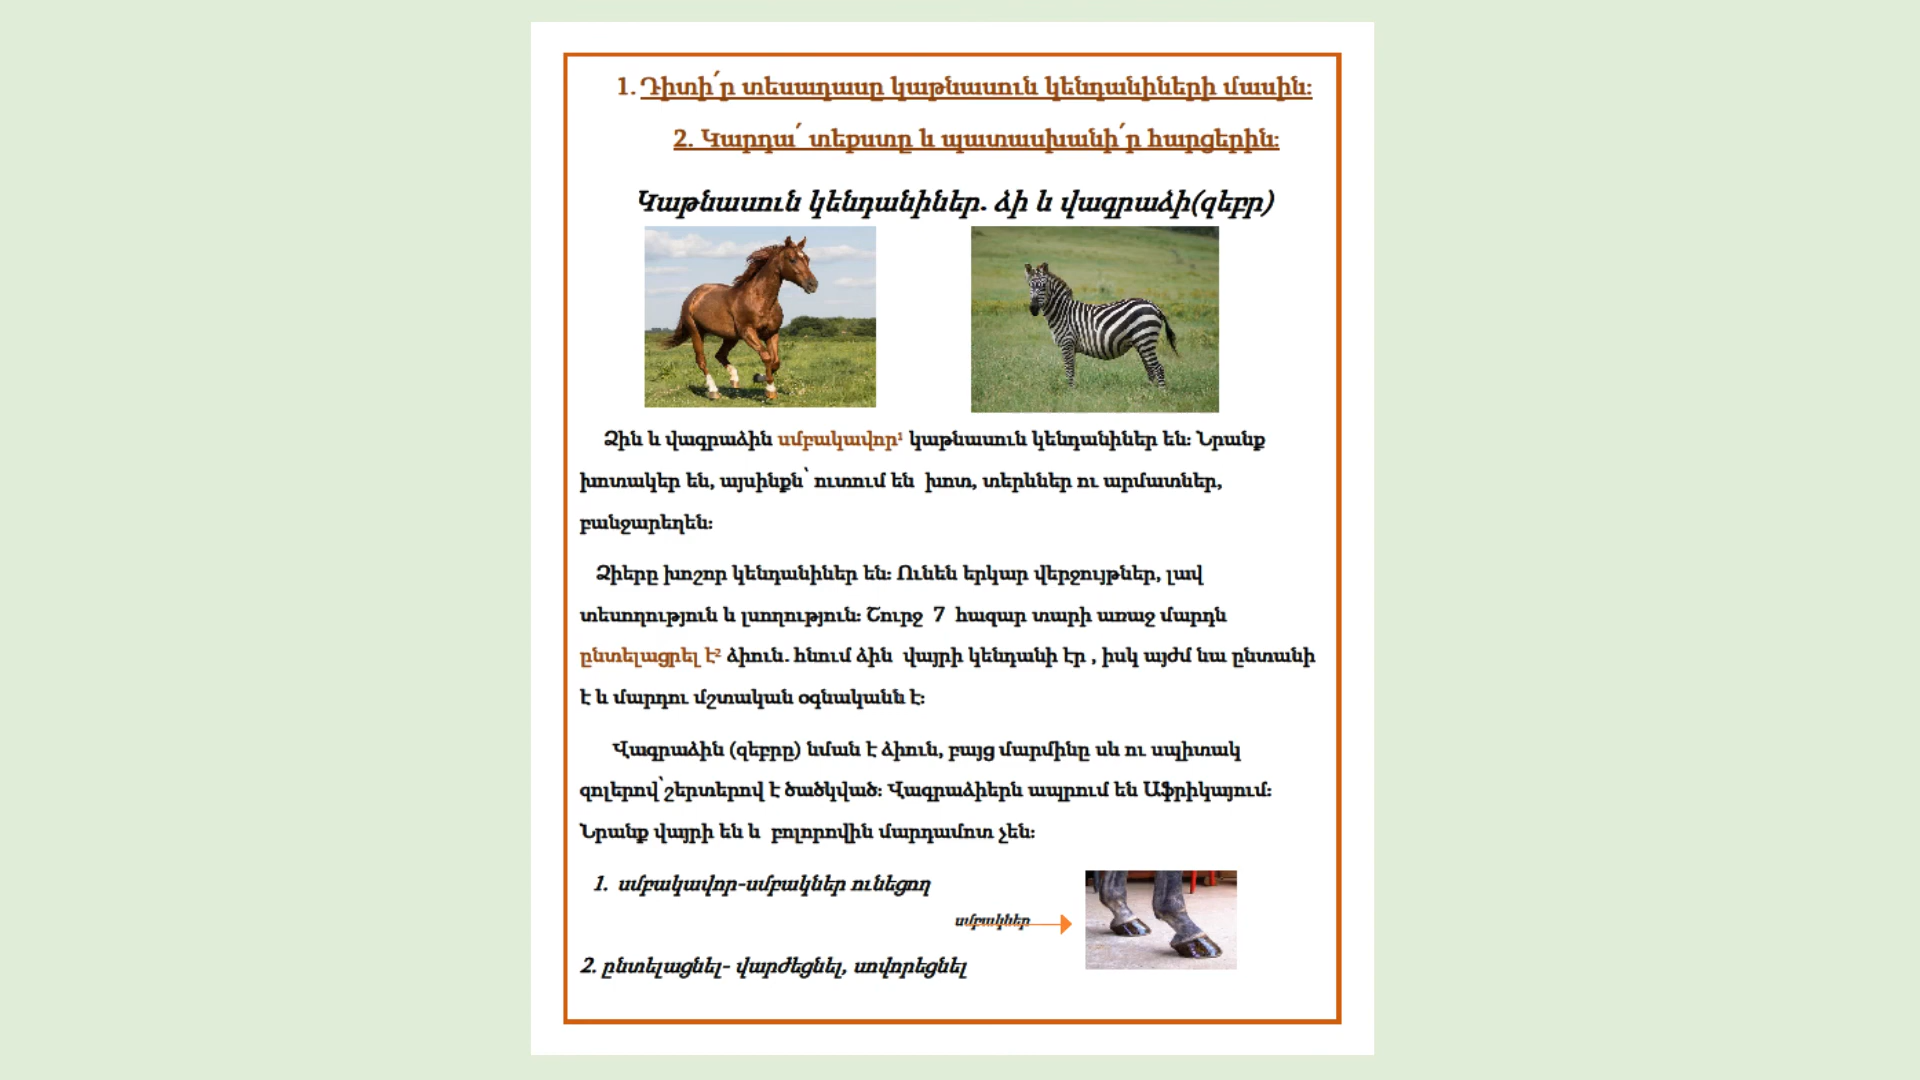 1. Դիտի՛ր տեսադասը կաթնասուն կենդանիների մասին։
2. Կարդա՛ տեքստը և պատասխանի՛ր հարցերին։
Կաթնասուն կենդանիներ. ձի և վագրաձի(զեբր)
Ձին և վագրաձին սմբակավոր¹ կաթնասուն կենդանիներ են։ Նրանք
խոտակեր են, այսինքն՝ ուտում են խոտ, տերևներ ու արմատներ,
բանջարեղեն։
Ձիերը խոշոր կենդանիներ են։ Ունեն երկար վերջույթներ, լավ
տեսողություն և լսողություն։ Շուրջ 7 հազար տարի առաջ մարդն
ընտելացրել է² ձիուն. հնում ձին վայրի կենդանի էր , իսկ այժմ նա ընտանի
է և մարդու մշտական օգնականն է։
Վագրաձին (զեբրը) նման է ձիուն, բայց մարմինը սև ու սպիտակ
զոլերով՝շերտերով է ծածկված։ Վագրաձիերն ապրում են Աֆրիկայում։
Նրանք վայրի են և բոլորովին մարդամոտ չեն։
1. սմբակավոր-սմբակներ ունեցող
սմբակներ
2. ընտելացնել- վարժեցնել, սովորեցնել